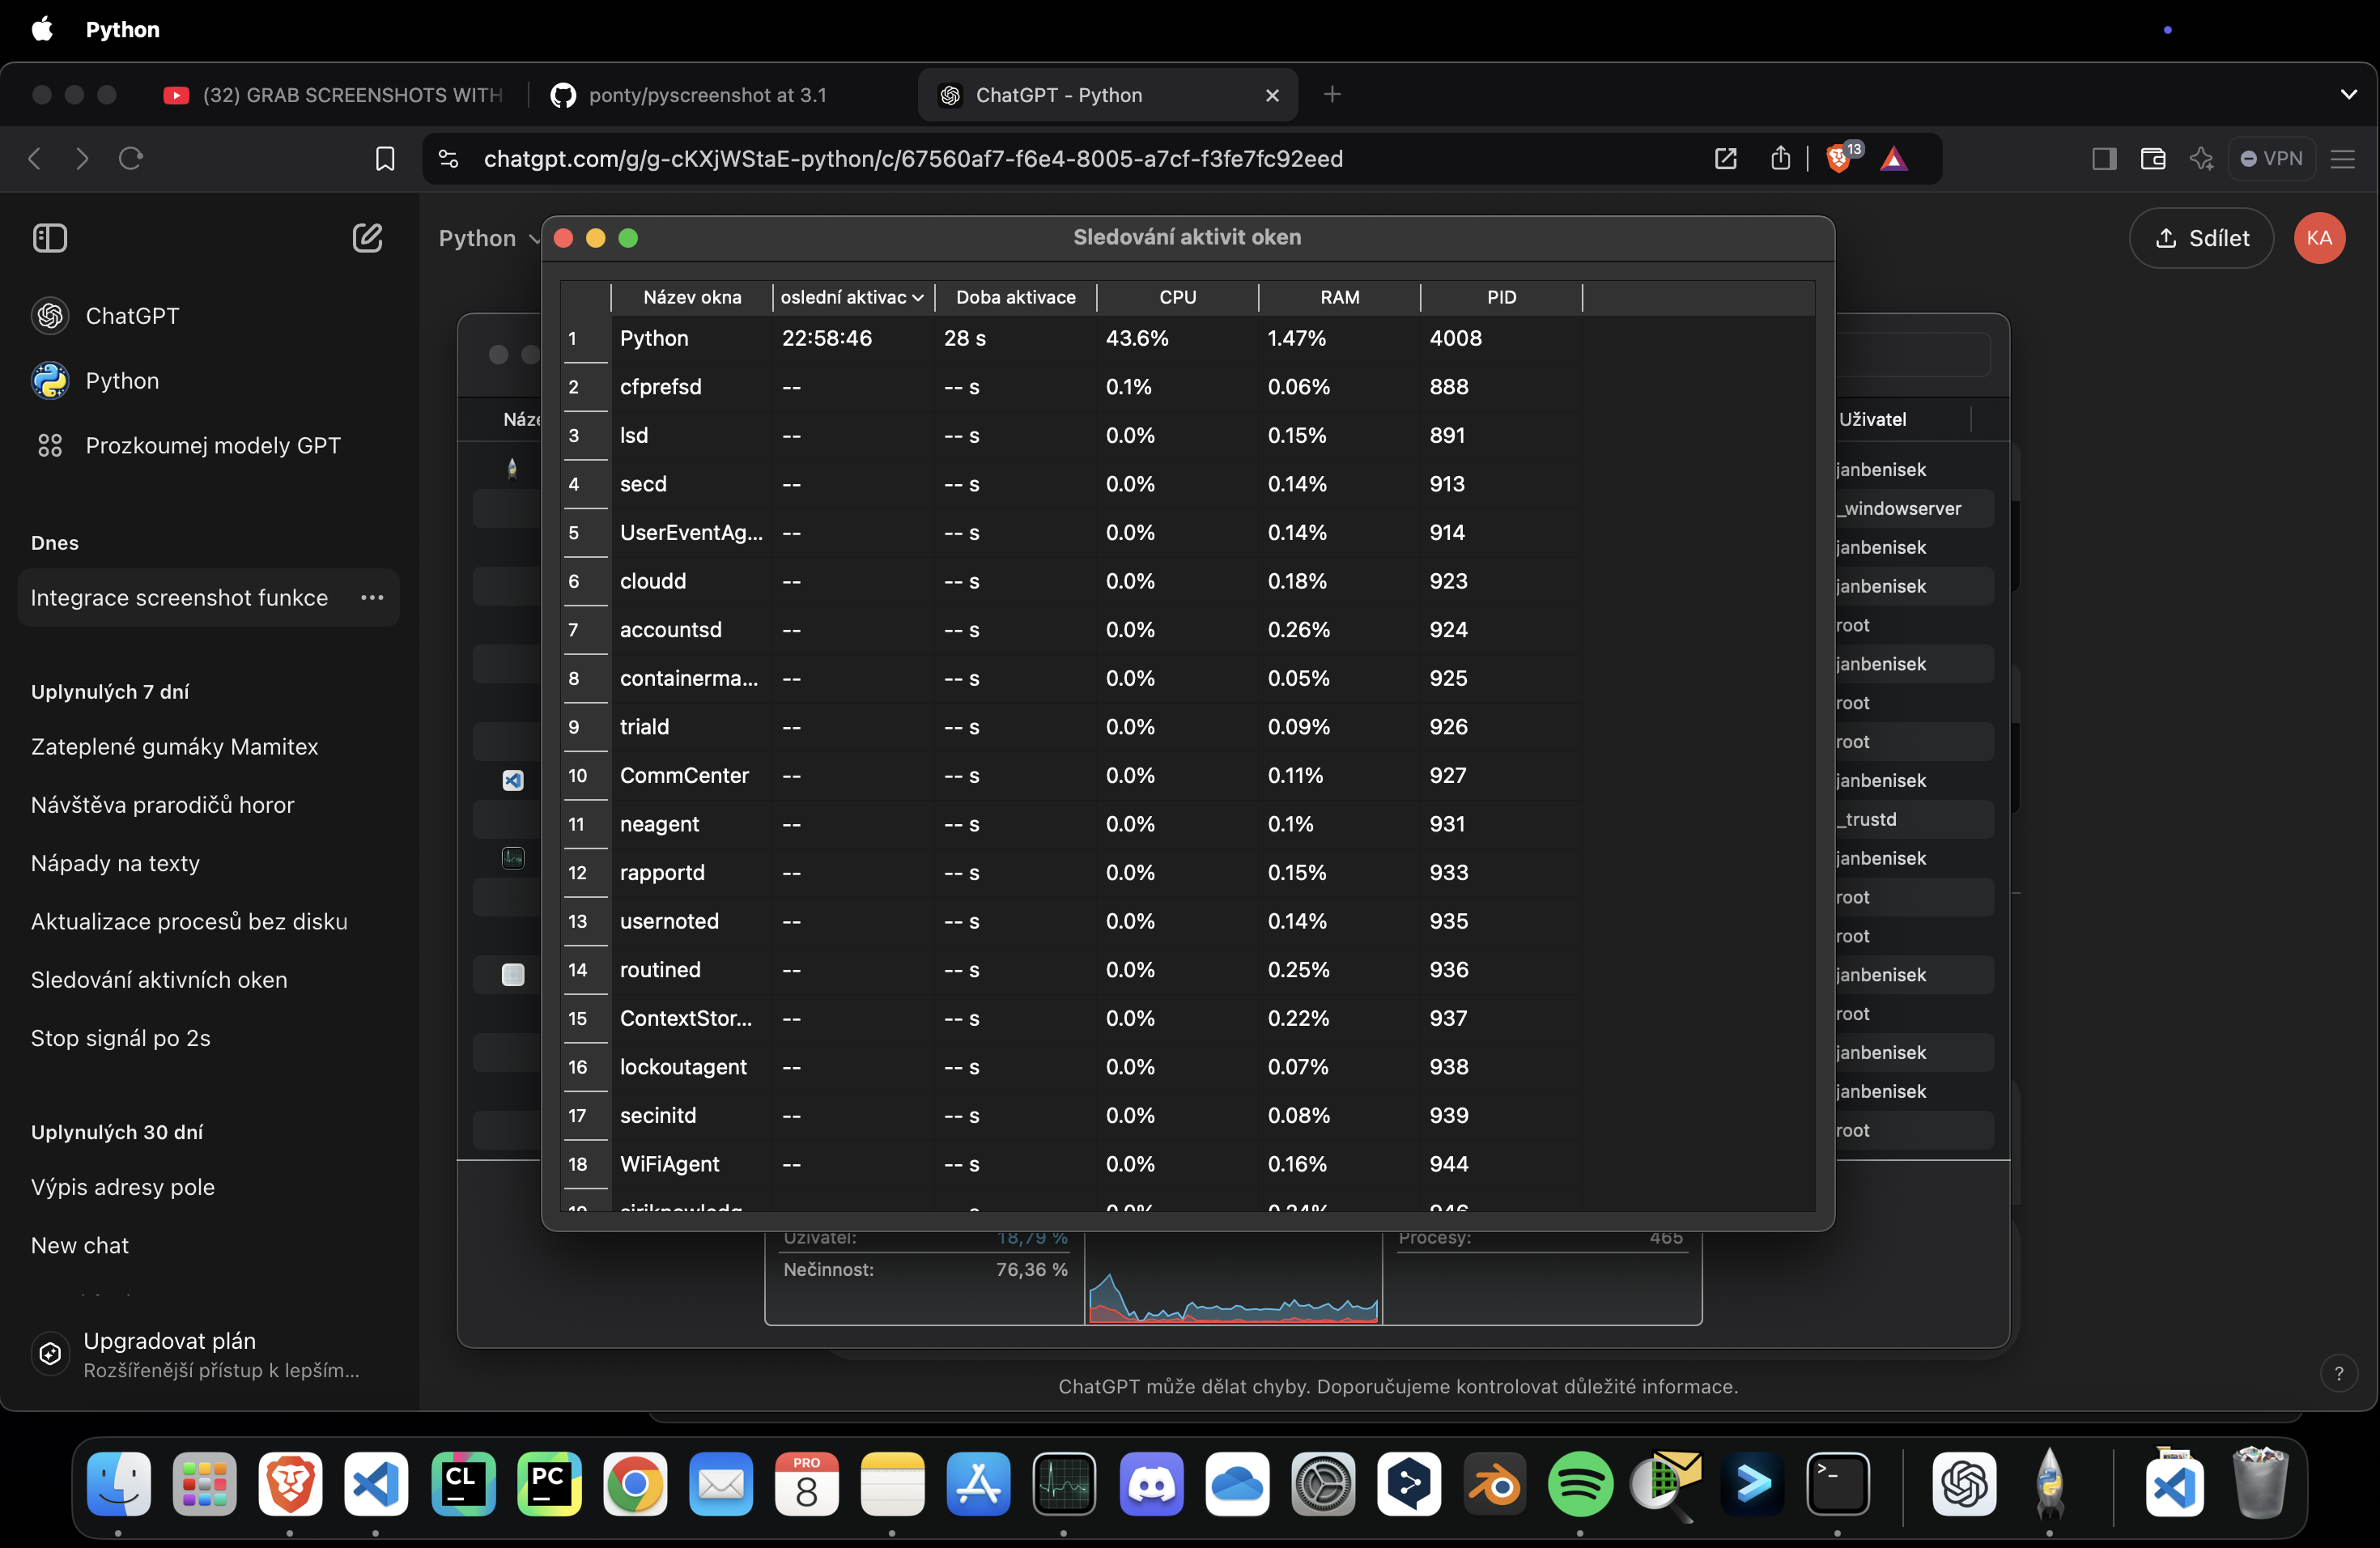 Python
(32) GRAB SCREENSHOTS WITH
ponty/pyscreenshot at 3.1
ChatGPT - Python
chatgpt.com/g/g-cKXjWStaE-python/c/67560af7-f6e4-8005-a7cf-f3fe7fc92eed
13
VPN
Python
Sdílet
KA
ChatGPT
Python
Prozkoumej modely GPT
Dnes
Integrace screenshot funkce
Uplynulých 7 dní
Zateplené gumáky Mamitex
Návštěva prarodičů horor
Nápady na texty
Aktualizace procesů bez disku
Sledování aktivních oken
Stop signál po 2s
Uplynulých 30 dní
Výpis adresy pole
New chat
Upgradovat plán
Rozšířenější přístup k lepším...
Sledování aktivit oken
Název okna oslední aktivac Doba aktivace CPU RAM PID
1 Python 22:58:46 28 s 43.6% 1.47% 4008
2 cfprefsd -- -- s 0.1% 0.06% 888
3 lsd -- -- s 0.0% 0.15% 891
4 secd -- -- s 0.0% 0.14% 913
5 UserEventAg... -- -- s 0.0% 0.14% 914
6 cloudd -- -- s 0.0% 0.18% 923
7 accountsd -- -- s 0.0% 0.26% 924
8 containerma... -- -- s 0.0% 0.05% 925
9 triald -- -- s 0.0% 0.09% 926
10 CommCenter -- -- s 0.0% 0.11% 927
11 neagent -- -- s 0.0% 0.1% 931
12 rapportd -- -- s 0.0% 0.15% 933
13 usernoted -- -- s 0.0% 0.14% 935
14 routined -- -- s 0.0% 0.25% 936
15 ContextStor... -- -- s 0.0% 0.22% 937
16 lockoutagent -- -- s 0.0% 0.07% 938
17 secinitd -- -- s 0.0% 0.08% 939
18 WiFiAgent -- -- s 0.0% 0.16% 944
Náze
Uživatel
janbenisek
_windowserver
janbenisek
janbenisek
root
janbenisek
root
root
janbenisek
_trustd
janbenisek
root
root
janbenisek
root
janbenisek
janbenisek
root
Uživatel: 18,79 %
Nečinnost: 76,36 %
Procesy: 465
ChatGPT může dělat chyby. Doporučujeme kontrolovat důležité informace.
?
CL
PC
PRO
8
>_